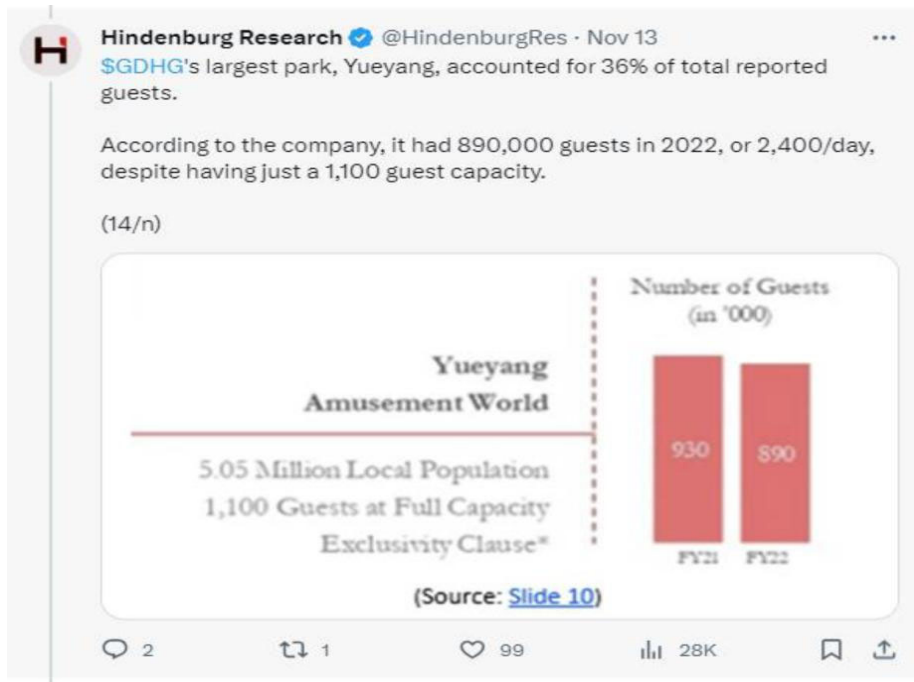 Hindenburg Research @HindenburgRes · Nov 13
$GDHG's largest park, Yueyang, accounted for 36% of total reported
guests.
According to the company, it had 890,000 guests in 2022, or 2,400/day,
despite having just a 1,100 guest capacity.
(14/n)
Yueyang
Amusement World
5.05 Million Local Population
1,100 Guests at Full Capacity
Exclusivity Clause*
Number of Guests
(in '000)
930
890
FY21
FY22
(Source: Slide 10)
2
1
99
28K